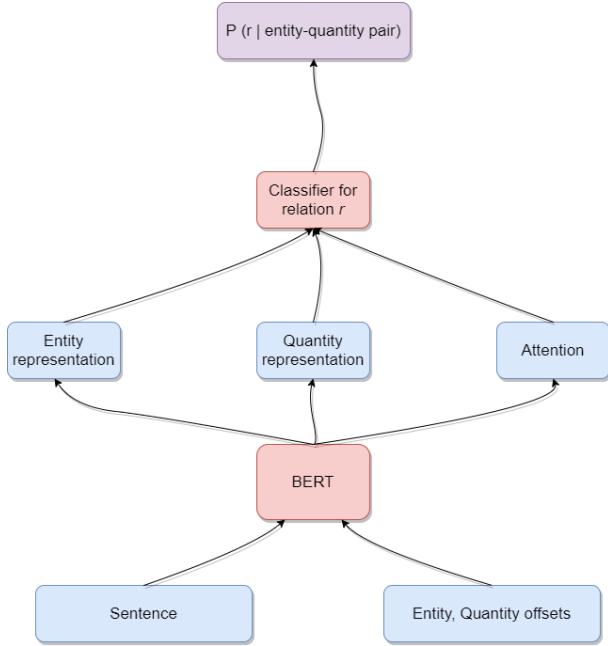 P (r | entity-quantity pair)
Classifier for
relation r
Entity
representation
Quantity
representation
Attention
BERT
Sentence
Entity, Quantity offsets